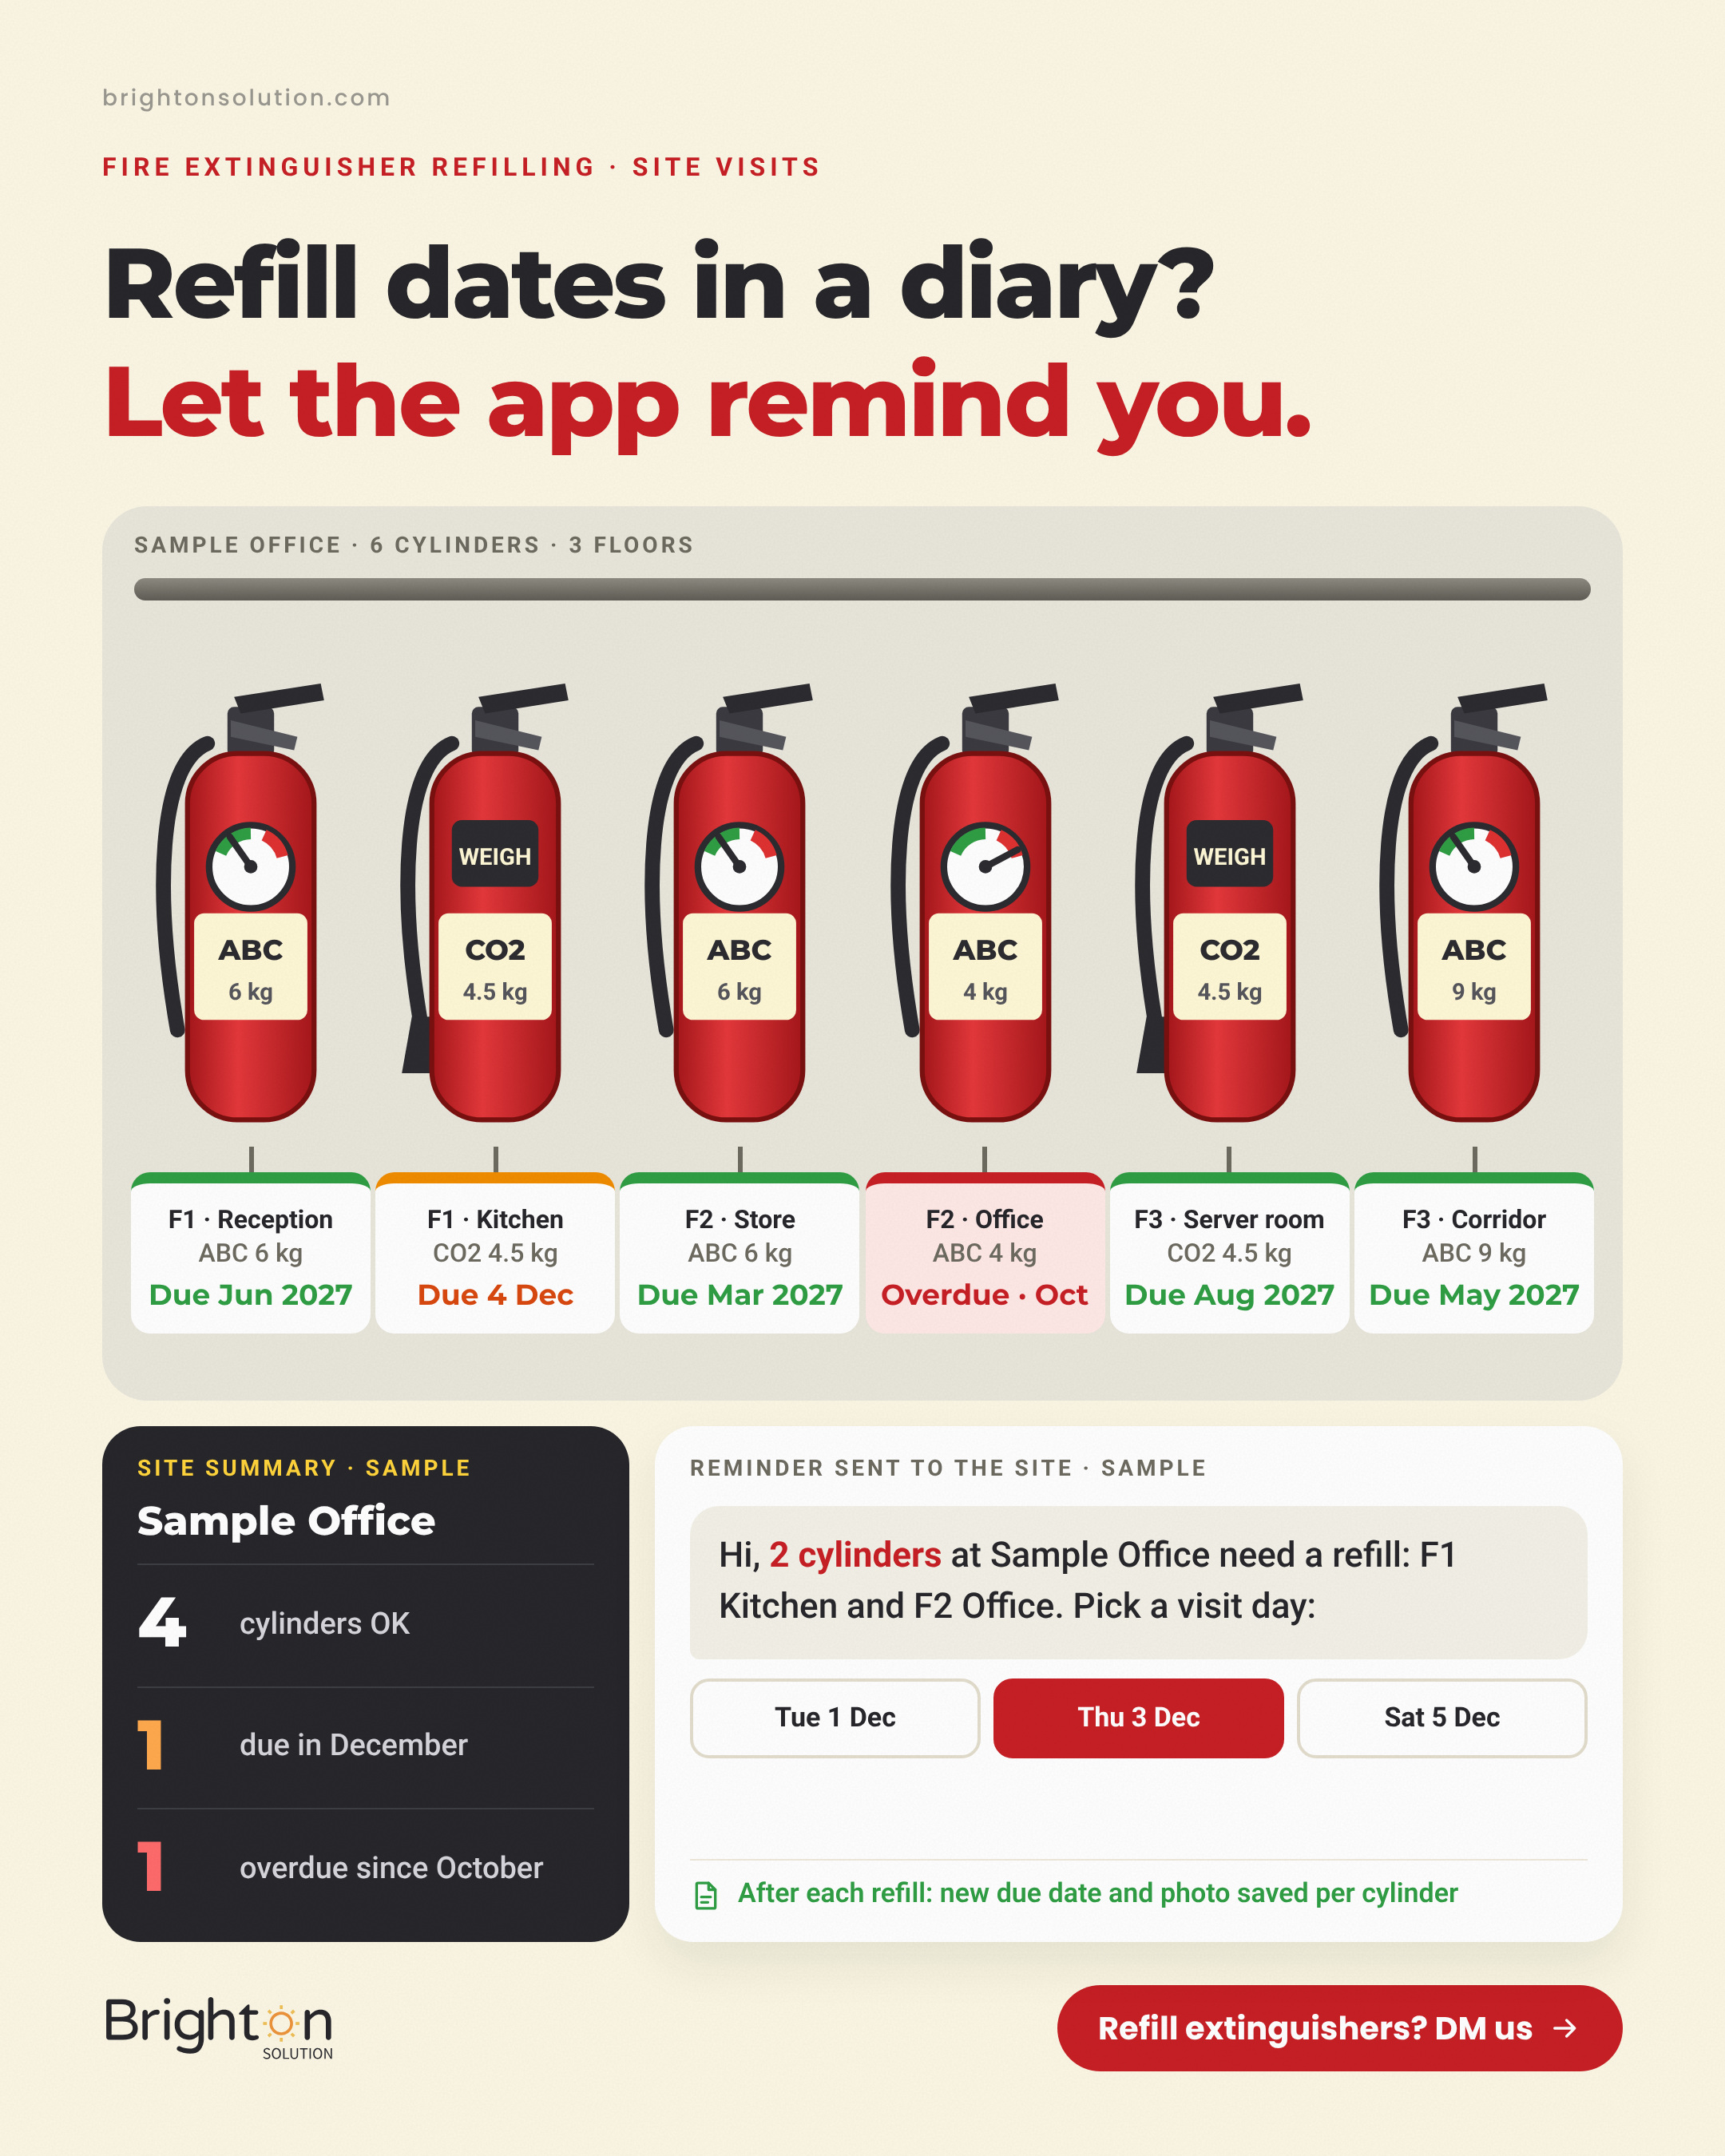 brightonsolution.com
FIRE EXTINGUISHER REFILLING · SITE VISITS
Refill dates in a diary?
Let the app remind you.
SAMPLE OFFICE · 6 CYLINDERS · 3 FLOORS
ABC
6 kg
WEIGH
CO2
4.5 kg
ABC
6 kg
ABC
4 kg
WEIGH
CO2
4.5 kg
ABC
9 kg
F1 · Reception
ABC 6 kg
Due Jun 2027
F1 · Kitchen
CO2 4.5 kg
Due 4 Dec
F2 · Store
ABC 6 kg
Due Mar 2027
F2 · Office
ABC 4 kg
Overdue · Oct
F3 · Server room
CO2 4.5 kg
Due Aug 2027
F3 · Corridor
ABC 9 kg
Due May 2027
SITE SUMMARY · SAMPLE
Sample Office
4 cylinders OK
1 due in December
1 overdue since October
REMINDER SENT TO THE SITE · SAMPLE
Hi, 2 cylinders at Sample Office need a refill: F1
Kitchen and F2 Office. Pick a visit day:
Tue 1 Dec
Thu 3 Dec
Sat 5 Dec
After each refill: new due date and photo saved per cylinder
Brighton
SOLUTION
Refill extinguishers? DM us →